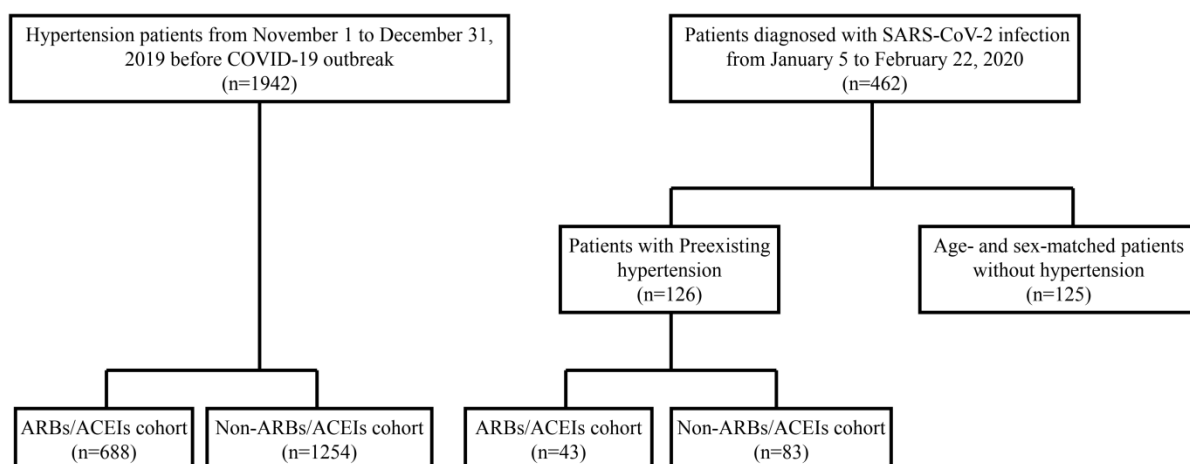 Hypertension patients from November 1 to December 31,
2019 before COVID-19 outbreak
(n=1942)
Patients diagnosed with SARS-CoV-2 infection
from January 5 to February 22, 2020
(n=462)
Patients with Preexisting
hypertension
(n=126)
Age- and sex-matched patients
without hypertension
(n=125)
ARBs/ACEIs cohort
(n=688)
Non-ARBs/ACEIs cohort
(n=1254)
ARBs/ACEIs cohort
(n=43)
Non-ARBs/ACEIs cohort
(n=83)